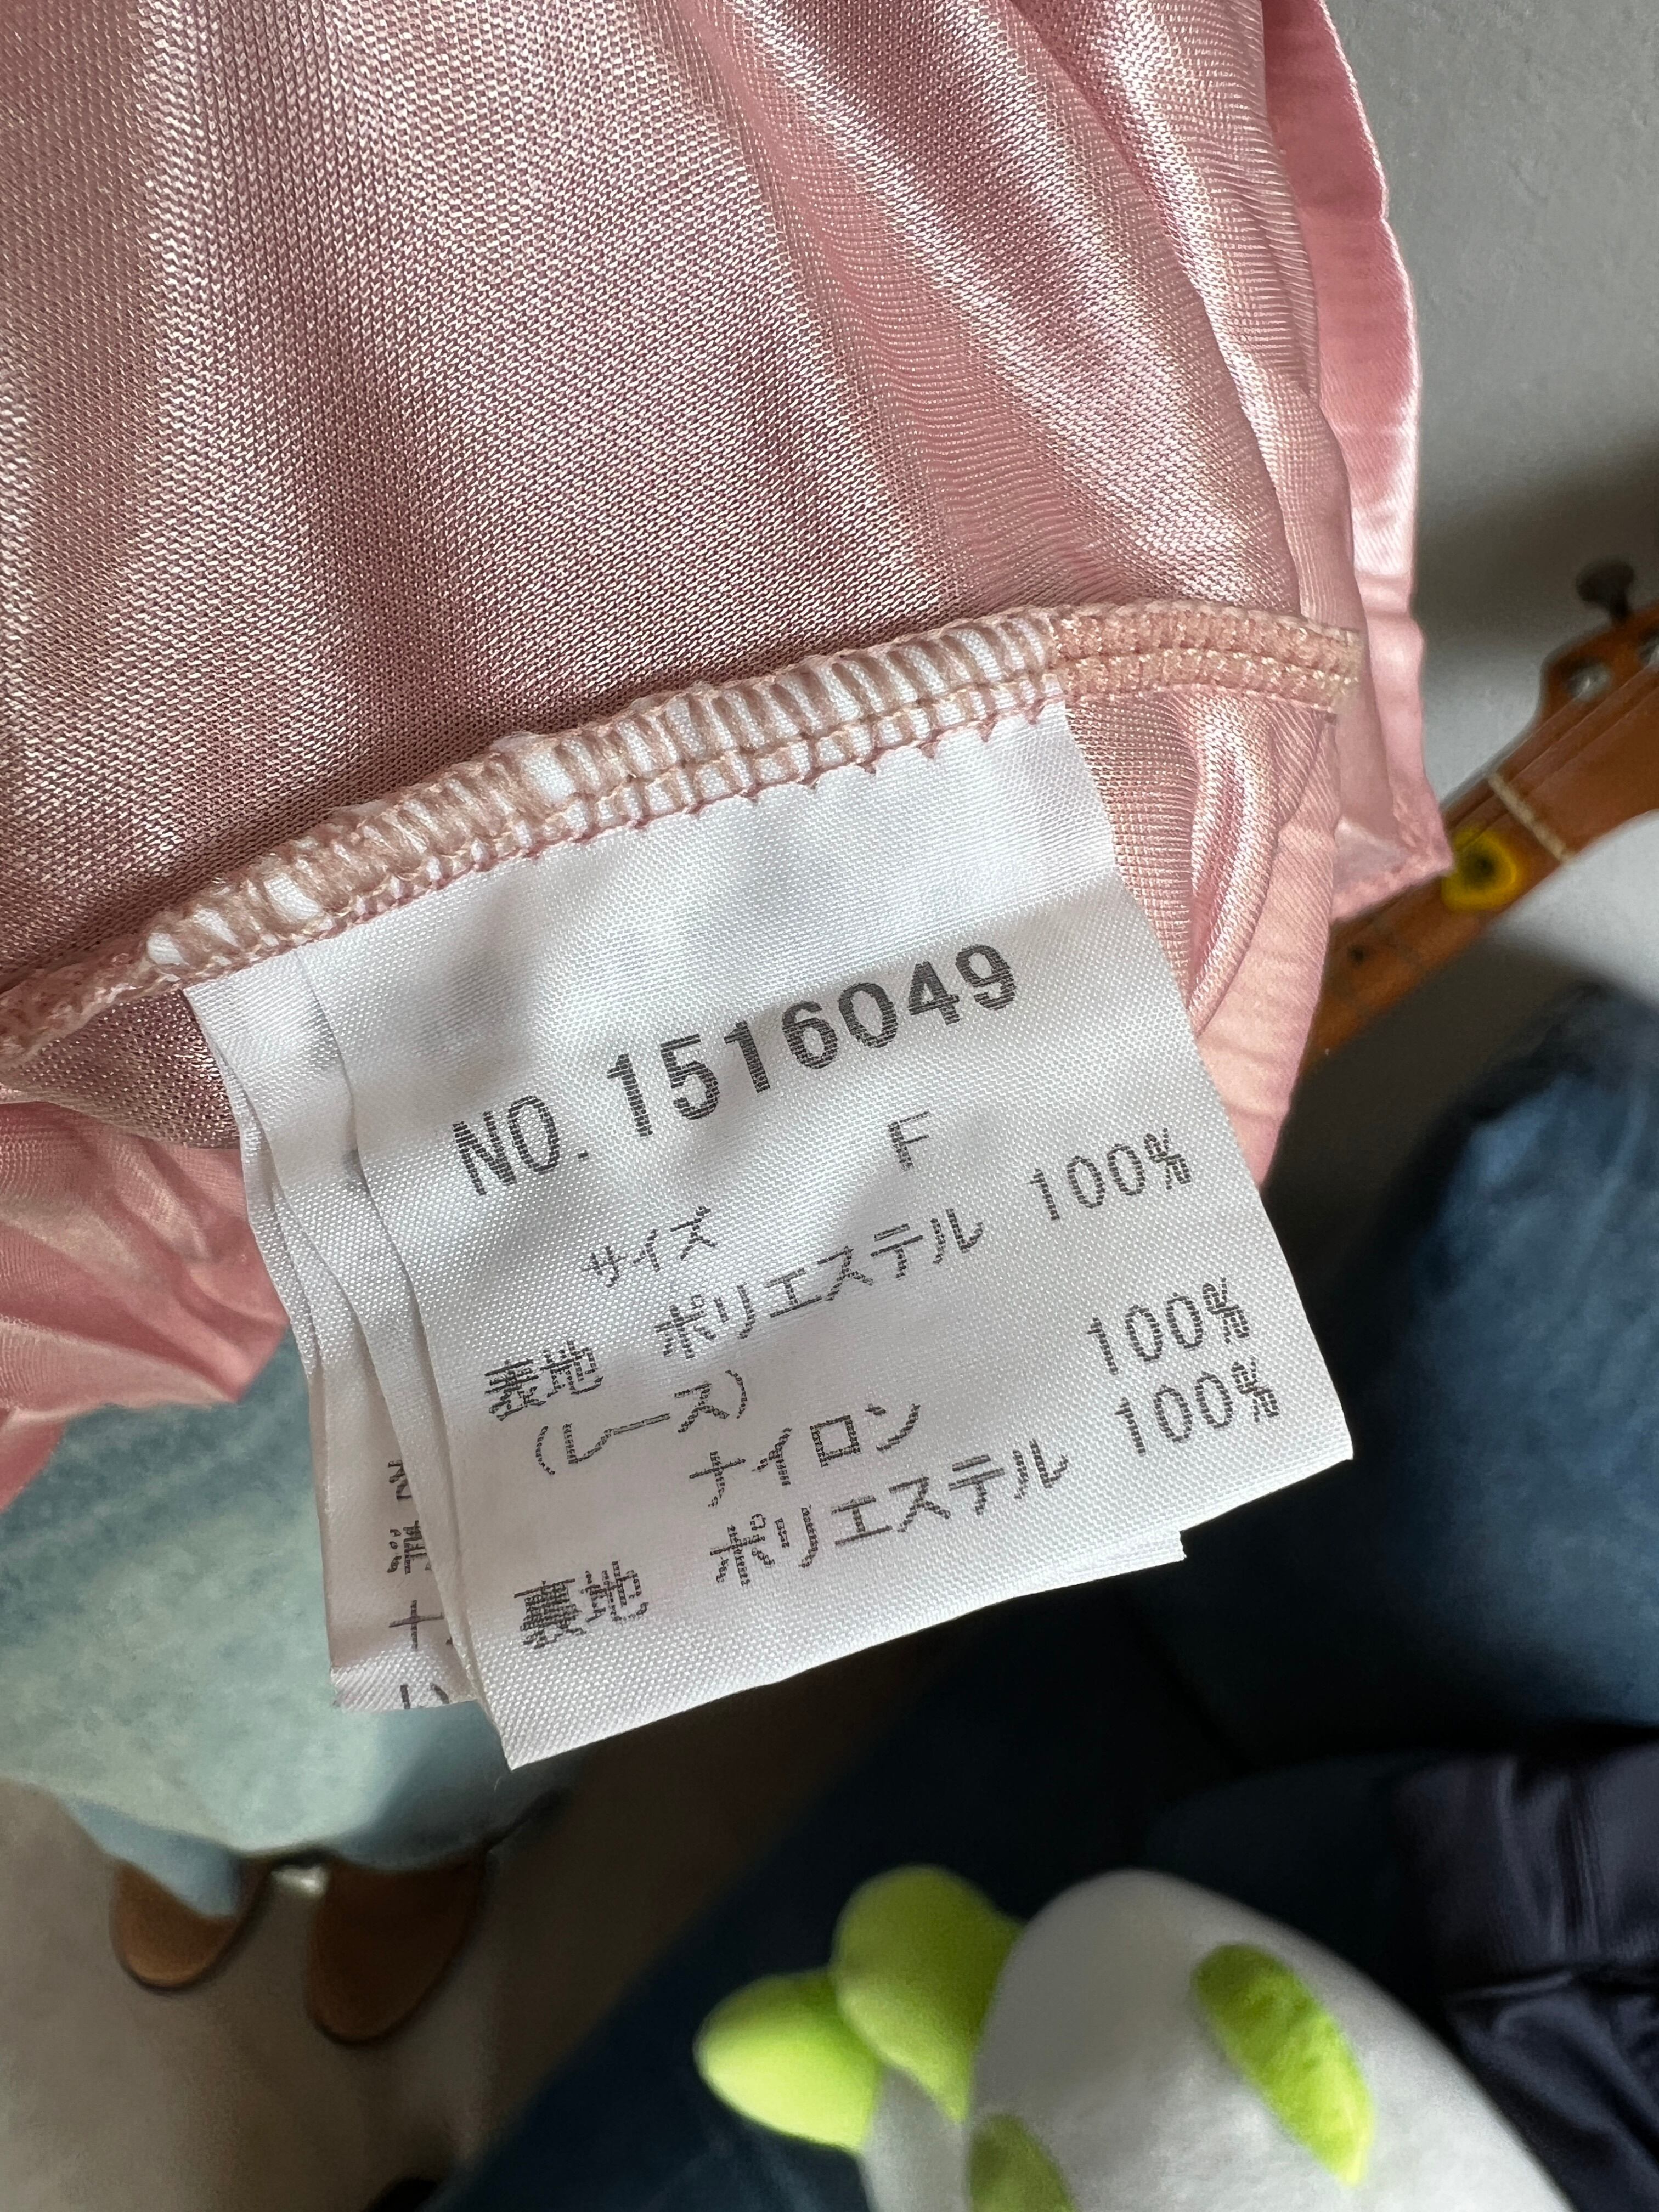 NO. 1516049
サイズ F
表地 ポリエステル 100%
(レース)
ナイロン 100%
裏地 ポリエステル 100%